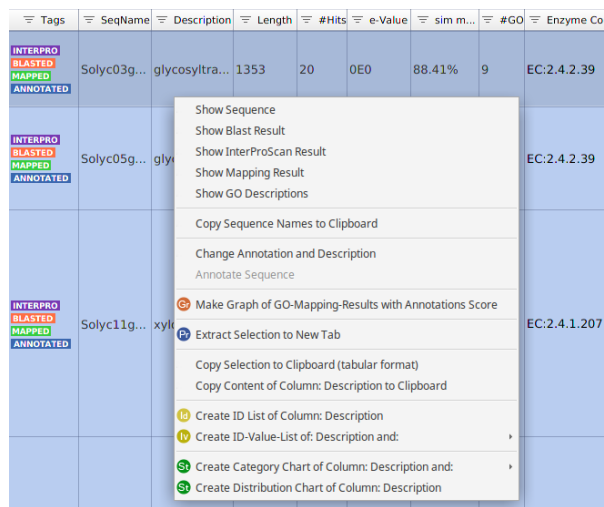 Tags SeqName Description Length #Hits e-Value sim m... #GO Enzyme Co
INTERPRO
BLASTED
MAPPED
ANNOTATED
Solyc03g... glycosyltra... 1353 20 0E0 88.41% 9 EC:2.4.2.39
Show Sequence
Show Blast Result
Show InterProScan Result
Show Mapping Result
Show GO Descriptions
Copy Sequence Names to Clipboard
Change Annotation and Description
Annotate Sequence
Gr Make Graph of GO-Mapping-Results with Annotations Score
Pr Extract Selection to New Tab
Copy Selection to Clipboard (tabular format)
Copy Content of Column: Description to Clipboard
Id Create ID List of Column: Description
Iv Create ID-Value-List of: Description and:
St Create Category Chart of Column: Description and:
St Create Distribution Chart of Column: Description
INTERPRO
BLASTED
MAPPED
ANNOTATED
Solyc05g... EC:2.4.2.39
INTERPRO
BLASTED
MAPPED
ANNOTATED
Solyc11g... EC:2.4.1.207